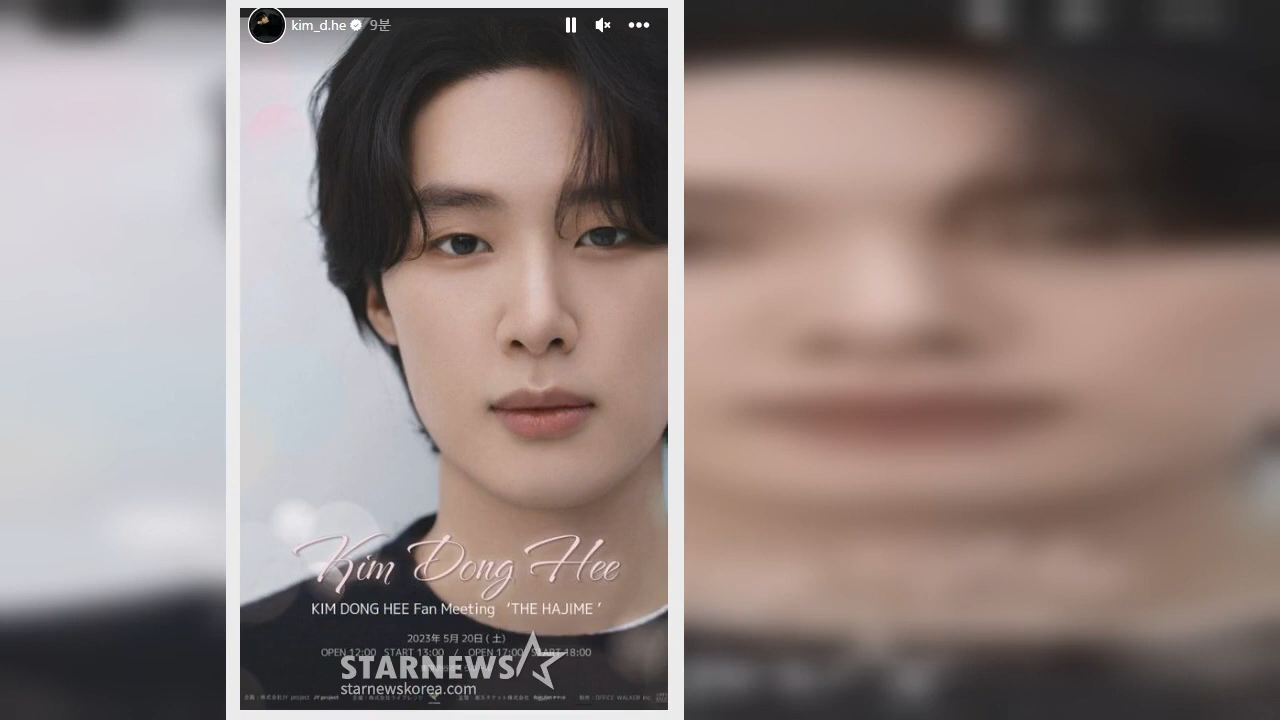 kim_d.he 9분
Kim Dong Hee
KIM DONG HEE Fan Meeting ‘THE HAJIME’
2023年 5月 20日 ( 土)
OPEN 12:00 START 13:00 / OPEN 17:00 START 18:00
STARNEWS
starnewskorea.com